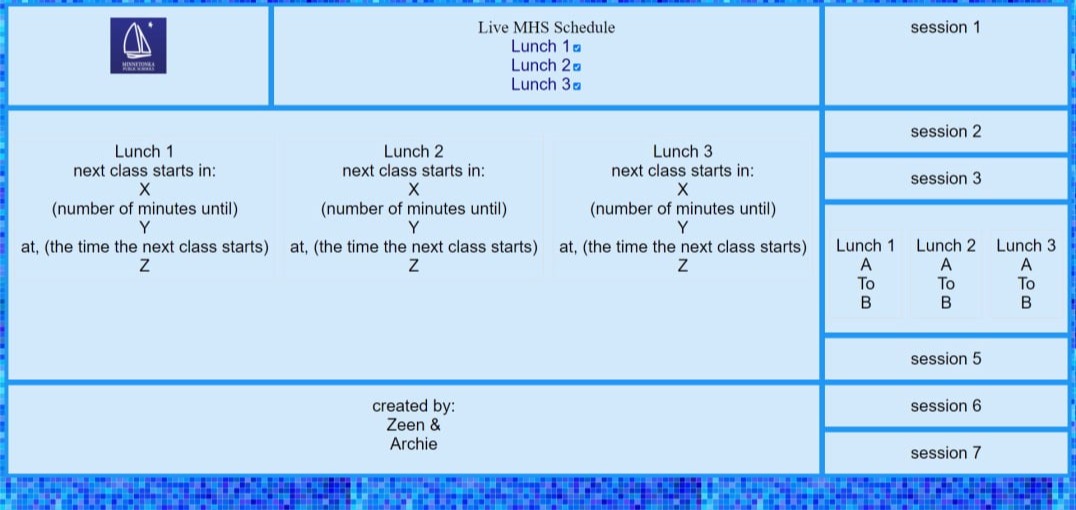 MINNETONKA
PUBLIC SCHOOLS
Live MHS Schedule
Lunch 1
Lunch 2
Lunch 3
session 1
Lunch 1
next class starts in:
X
(number of minutes until)
Y
at, (the time the next class starts)
Z
Lunch 2
next class starts in:
X
(number of minutes until)
Y
at, (the time the next class starts)
Z
Lunch 3
next class starts in:
X
(number of minutes until)
Y
at, (the time the next class starts)
Z
session 2
session 3
Lunch 1
A
To
B
Lunch 2
A
To
B
Lunch 3
A
To
B
session 5
created by:
Zeen &
Archie
session 6
session 7